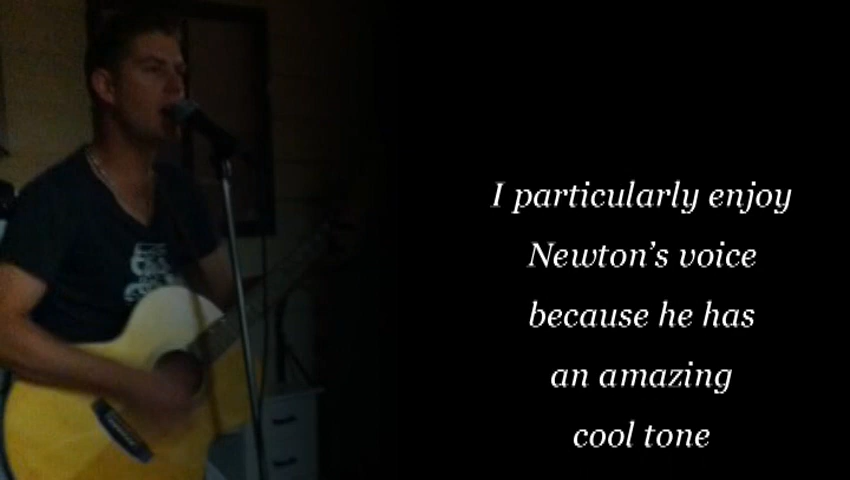 I particularly enjoy
Newton's voice
because he has
an amazing
cool tone